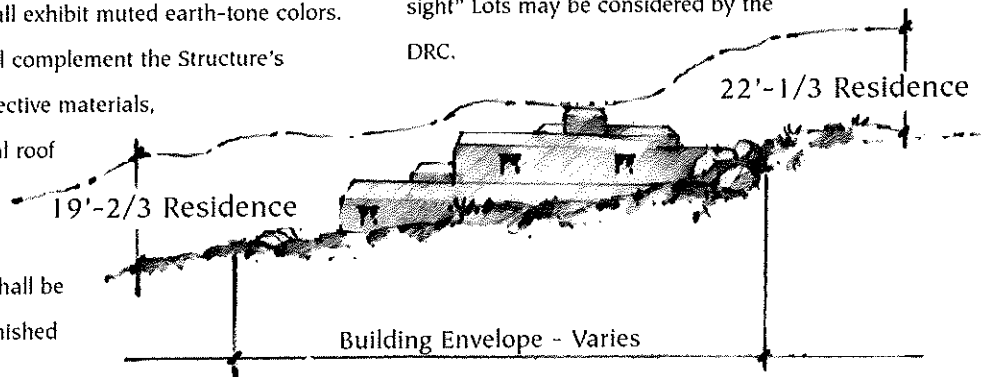 all exhibit muted earth-tone colors.
complement the Structure's
ective materials,
roof
hall be
nished
sight" Lots may be considered by the
DRC.
22'-1/3 Residence
19'-2/3 Residence
Building Envelope - Varies